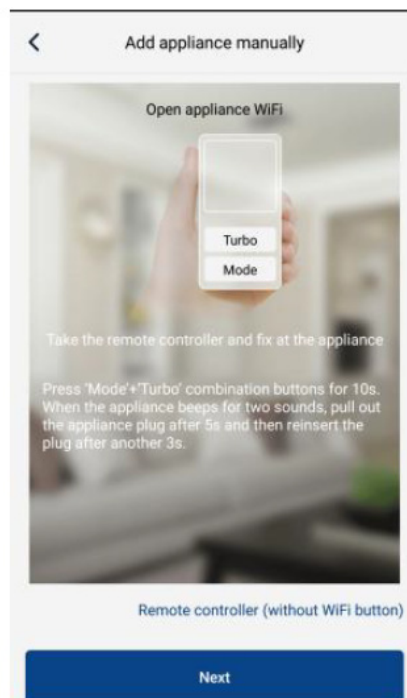 Add appliance manually
Open appliance WiFi
Turbo
Mode
Take the remote controller and fix at the appliance
Press 'Mode'+'Turbo' combination buttons for 10s.
When the appliance beeps for two sounds, pull out
the appliance plug after 5s and then reinsert the
plug after another 3s.
Remote controller (without WiFi button)
Next